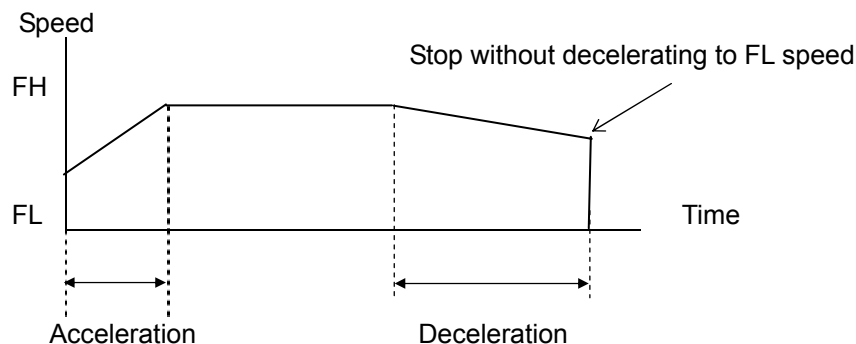 Speed
Stop without decelerating to FL speed
FH
FL
Time
Acceleration
Deceleration